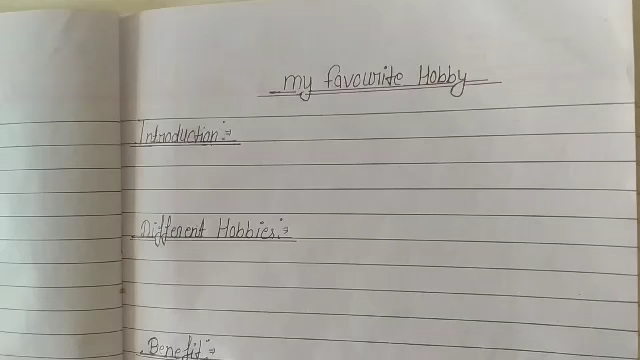 my favourite Hobby
Introduction:→
Different Hobbies:→
Benefit:→